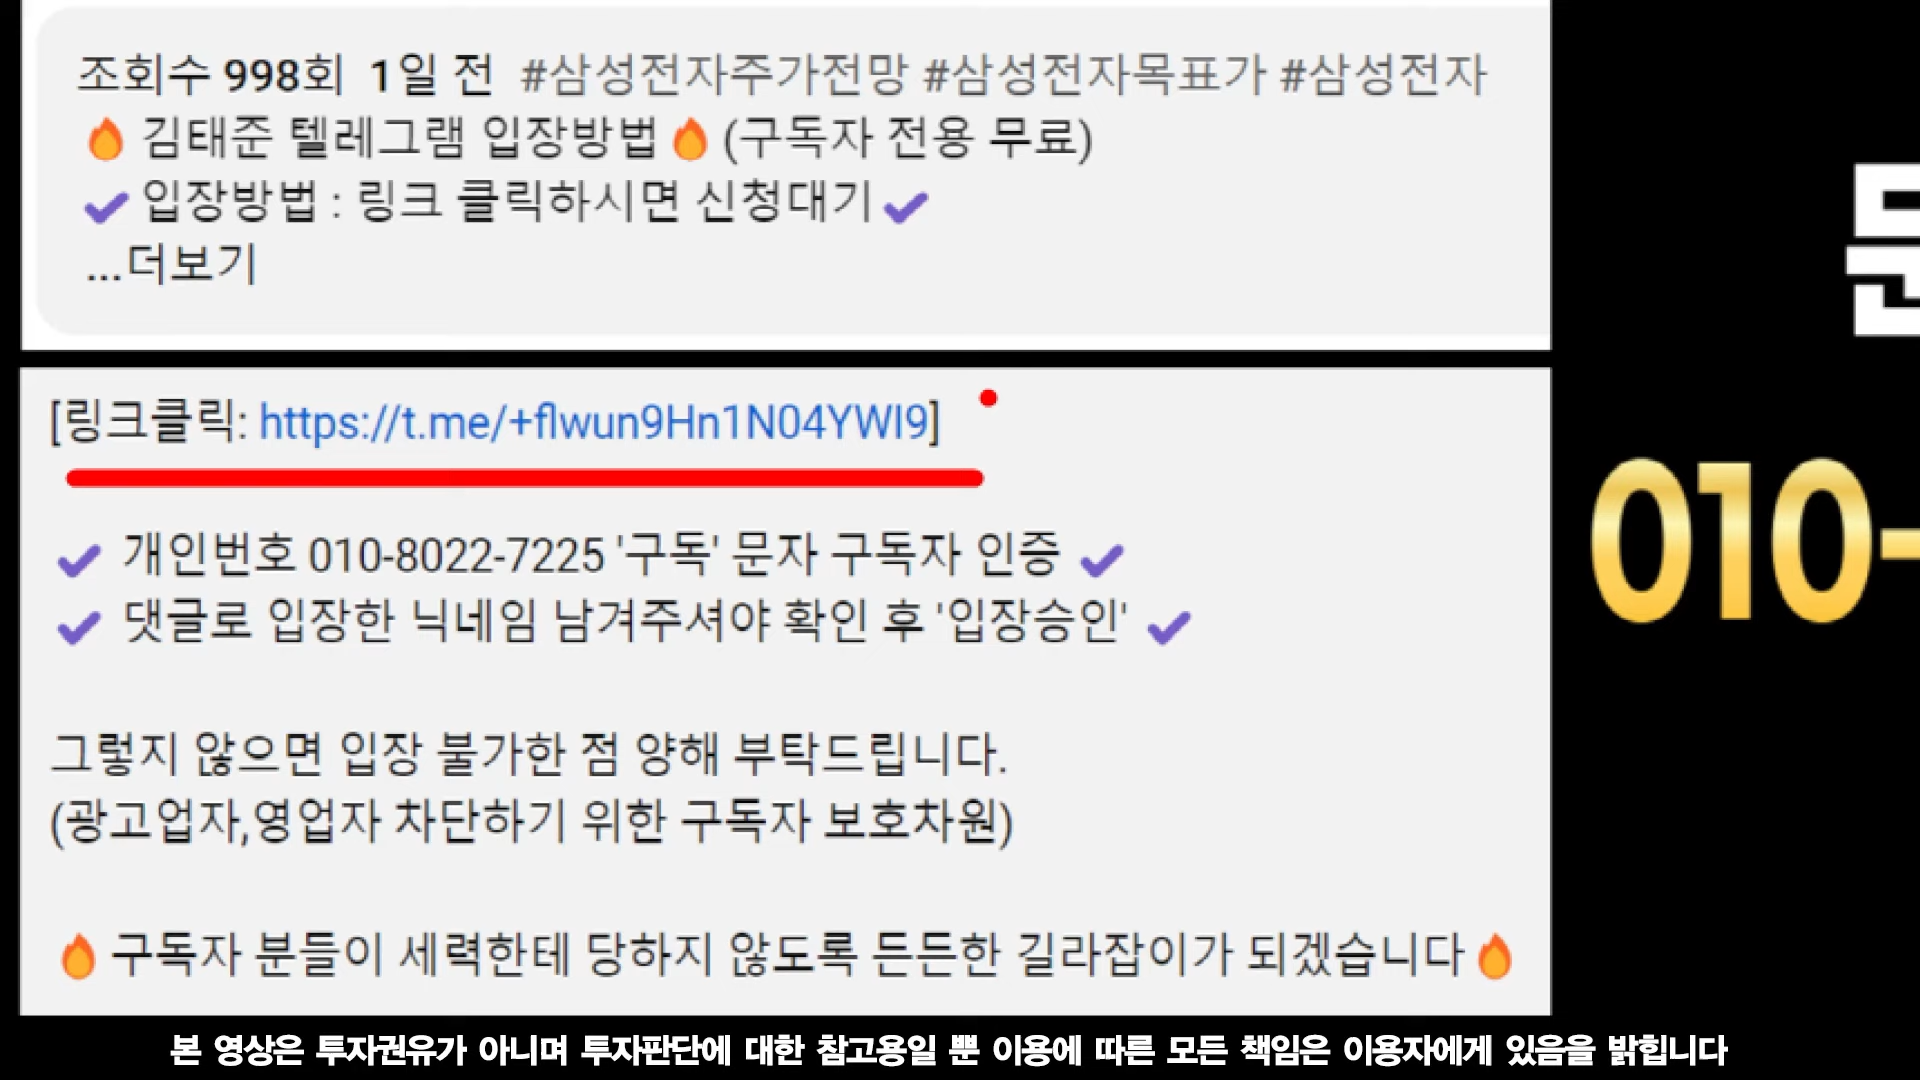 조회수 998회 1일 전 #삼성전자주가전망 #삼성전자목표가 #삼성전자
🔥 김태준 텔레그램 입장방법🔥 (구독자 전용 무료)
✔ 입장방법 : 링크 클릭하시면 신청대기 ✔
...더보기
[링크클릭: https://t.me/+flwun9Hn1N04YWI9]
✔ 개인번호 010-8022-7225 '구독' 문자 구독자 인증 ✔
✔ 댓글로 입장한 닉네임 남겨주셔야 확인 후 '입장승인' ✔
그렇지 않으면 입장 불가한 점 양해 부탁드립니다.
(광고업자,영업자 차단하기 위한 구독자 보호차원)
🔥 구독자 분들이 세력한테 당하지 않도록 든든한 길라잡이가 되겠습니다🔥
010-
본 영상은 투자권유가 아니며 투자판단에 대한 참고용일 뿐 이용에 따른 모든 책임은 이용자에게 있음을 밝힙니다